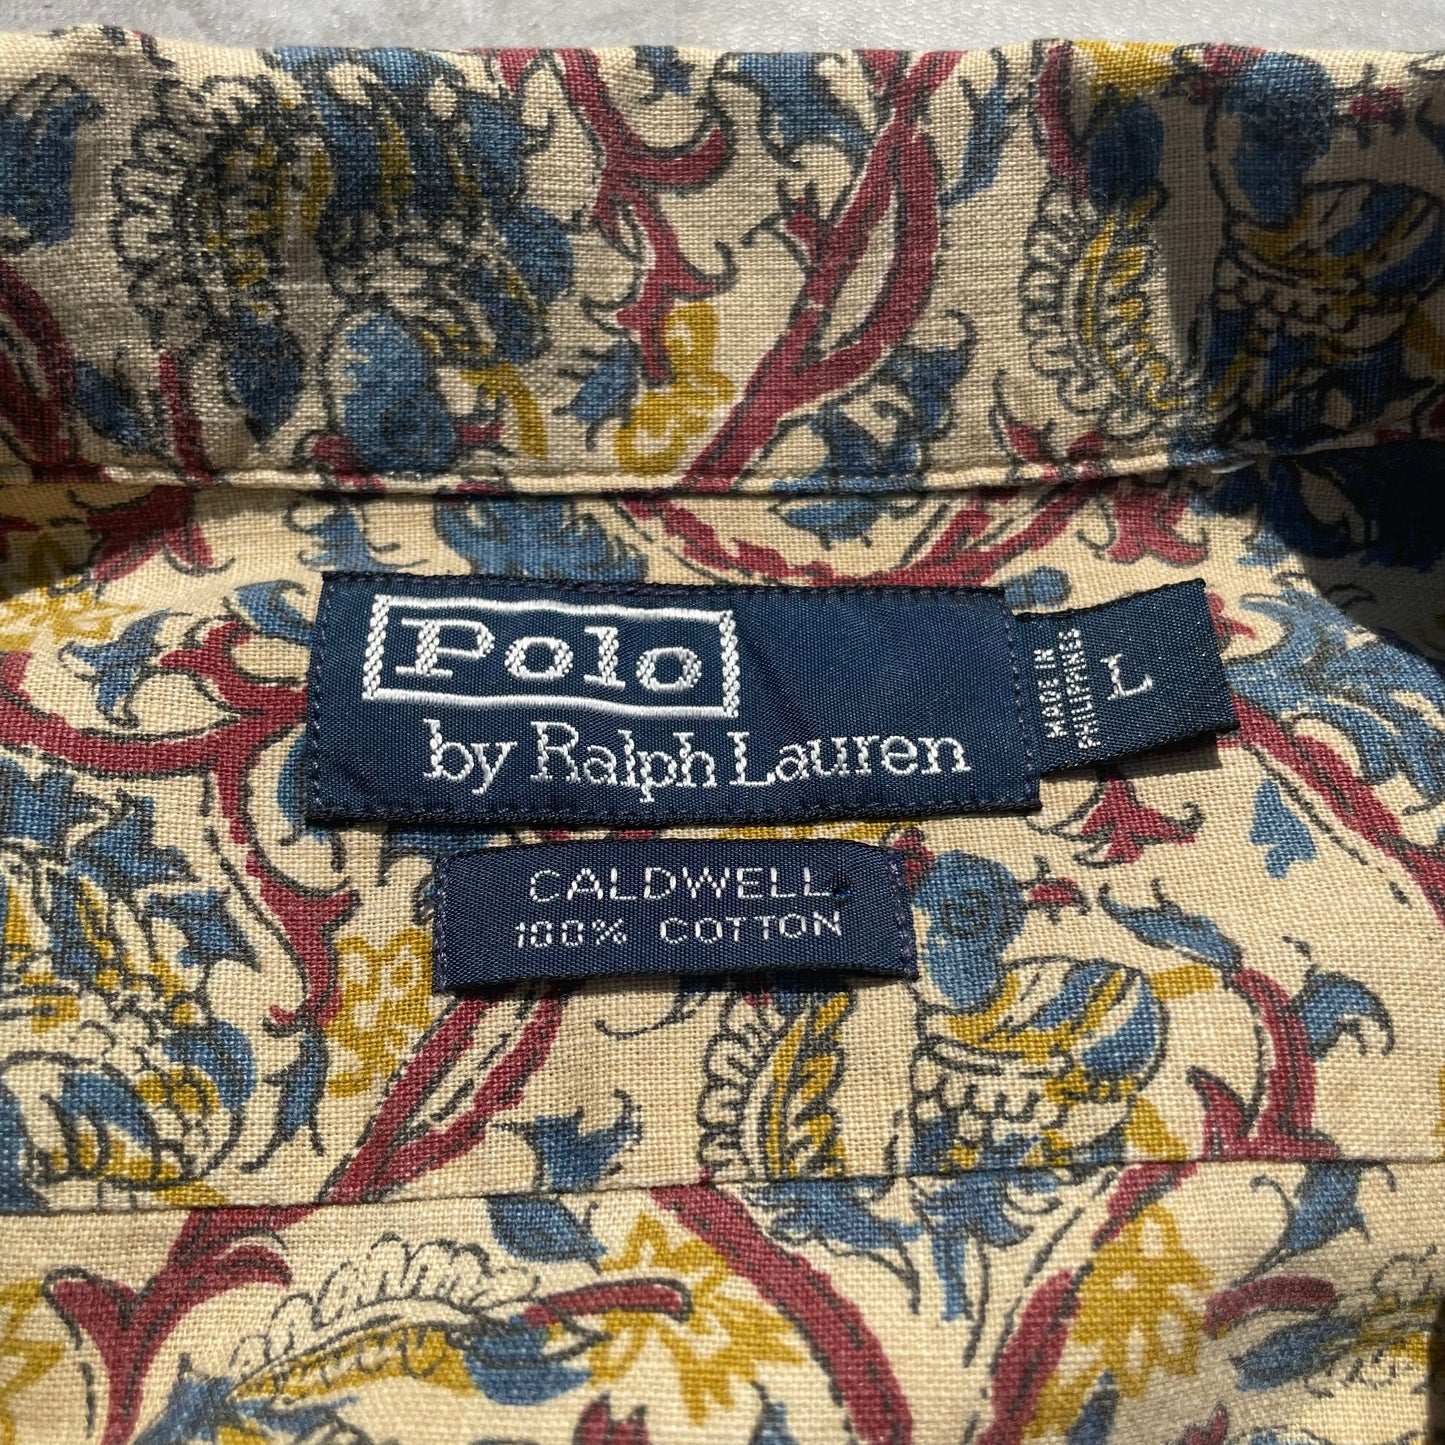 Polo
by Ralph Lauren
MADE IN
PHILIPPINES
L
CALDWELL
100% COTTON